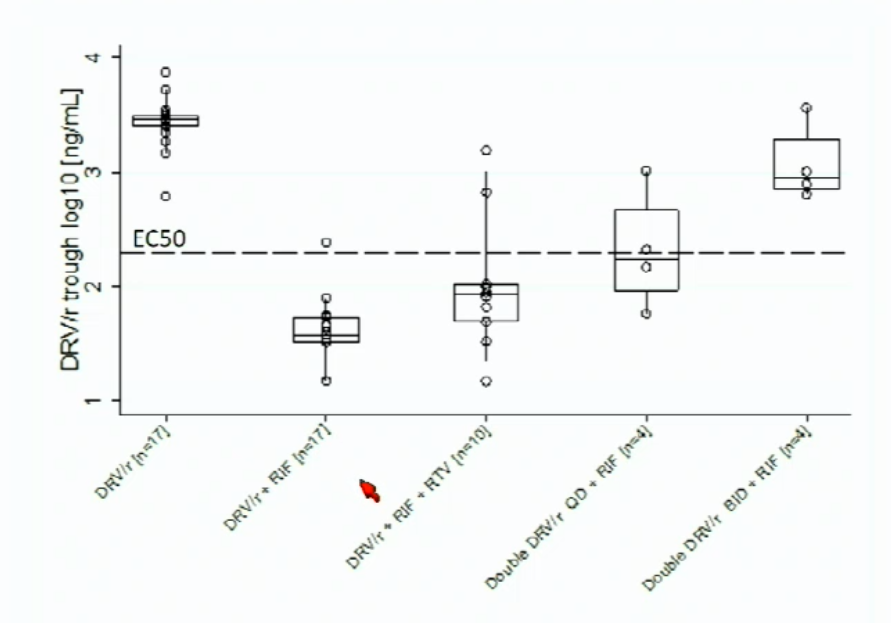 DRV/r trough log10 [ng/mL]
4
3
2
1
EC50
DRV/r [n=17]
DRV/r + RIF [n=17]
DRV/r * RIF + RTV [n=10]
Double DRV/r QD + RIF [n=4]
Double DRV/r BID + RIF [n=4]